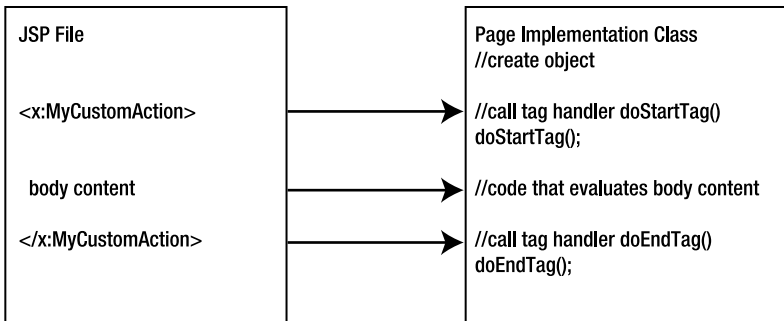 JSP File
<x:MyCustomAction>
body content
</x:MyCustomAction>
Page Implementation Class
//create object
//call tag handler doStartTag()
doStartTag();
//code that evaluates body content
//call tag handler doEndTag()
doEndTag();